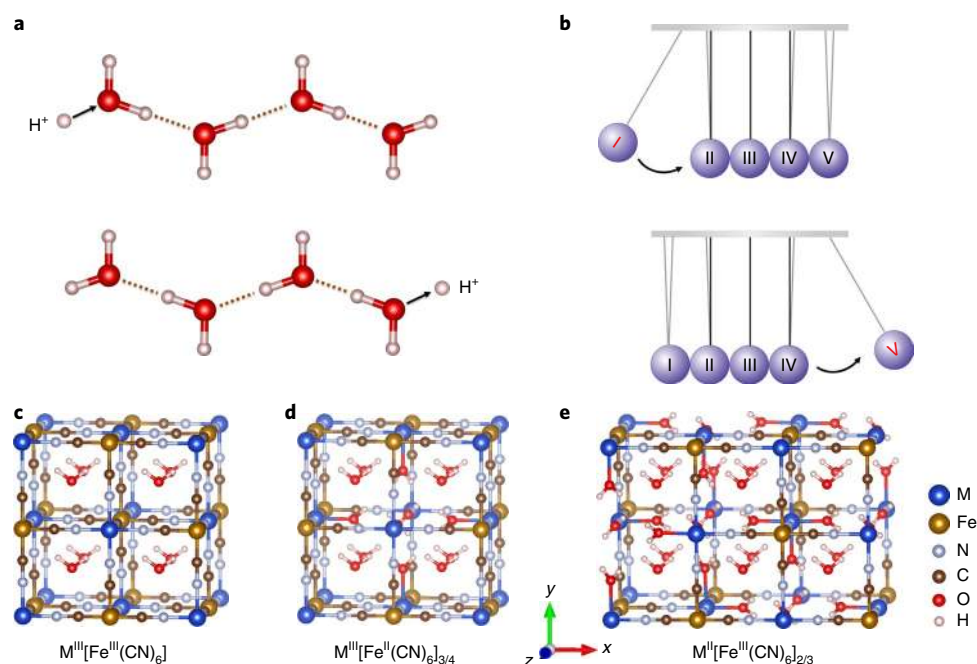 a
H⁺
H⁺
b
I
II
III
IV
V
I
II
III
IV
V
c
Mᴵᴵᴵ[Feᴵᴵᴵ(CN)₆]
d
Mᴵᴵᴵ[Feᴵᴵ(CN)₆]₃/₄
e
Mᴵᴵ[Feᴵᴵᴵ(CN)₆]₂/₃
y
x
z
M
Fe
N
C
O
H